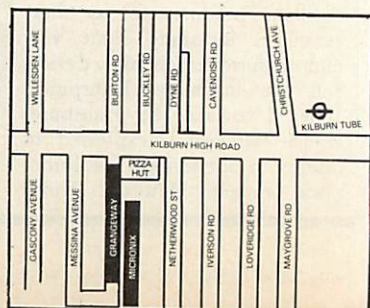 WILLESDEN LANE
BURTON RD
BUCKLEY RD
DYNE RD
CAVENDISH RD
CHRISTCHURCH AVE
KILBURN TUBE
KILBURN HIGH ROAD
GASCONY AVENUE
MESSINA AVENUE
GRANGEWAY
PIZZA
HUT
MICRONIX
NETHERWOOD ST
IVERSON RD
LOVERIDGE RD
MAYGROVE RD